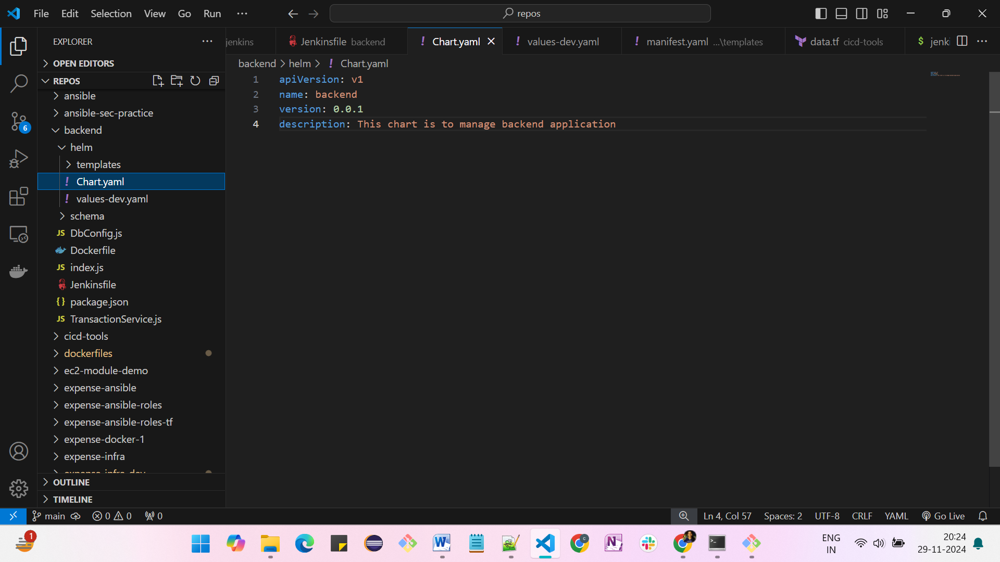 File Edit Selection View Go Run ··· repos
EXPLORER ···
jenkins Jenkinsfile backend ! Chart.yaml ! values-dev.yaml ! manifest.yaml ...\templates data.tf cicd-tools $ jenki ···
OPEN EDITORS
REPOS
ansible
ansible-sec-practice
backend
helm
templates
! Chart.yaml
! values-dev.yaml
schema
JS DbConfig.js
Dockerfile
JS index.js
Jenkinsfile
{} package.json
JS TransactionService.js
cicd-tools
dockerfiles
ec2-module-demo
expense-ansible
expense-ansible-roles
expense-ansible-roles-tf
expense-docker-1
expense-infra
expense-infra-dev
OUTLINE
TIMELINE
backend > helm > ! Chart.yaml
1 apiVersion: v1
2 name: backend
3 version: 0.0.1
4 description: This chart is to manage backend application
6
main 0 0 0 Ln 4, Col 57 Spaces: 2 UTF-8 CRLF YAML Go Live
1
W N C
ENG
IN
20:24
29-11-2024